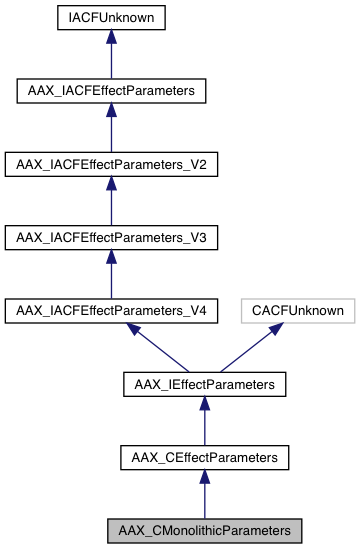 IACFUnknown
AAX_IACFEffectParameters
AAX_IACFEffectParameters_V2
AAX_IACFEffectParameters_V3
AAX_IACFEffectParameters_V4
CACFUnknown
AAX_IEffectParameters
AAX_CEffectParameters
AAX_CMonolithicParameters